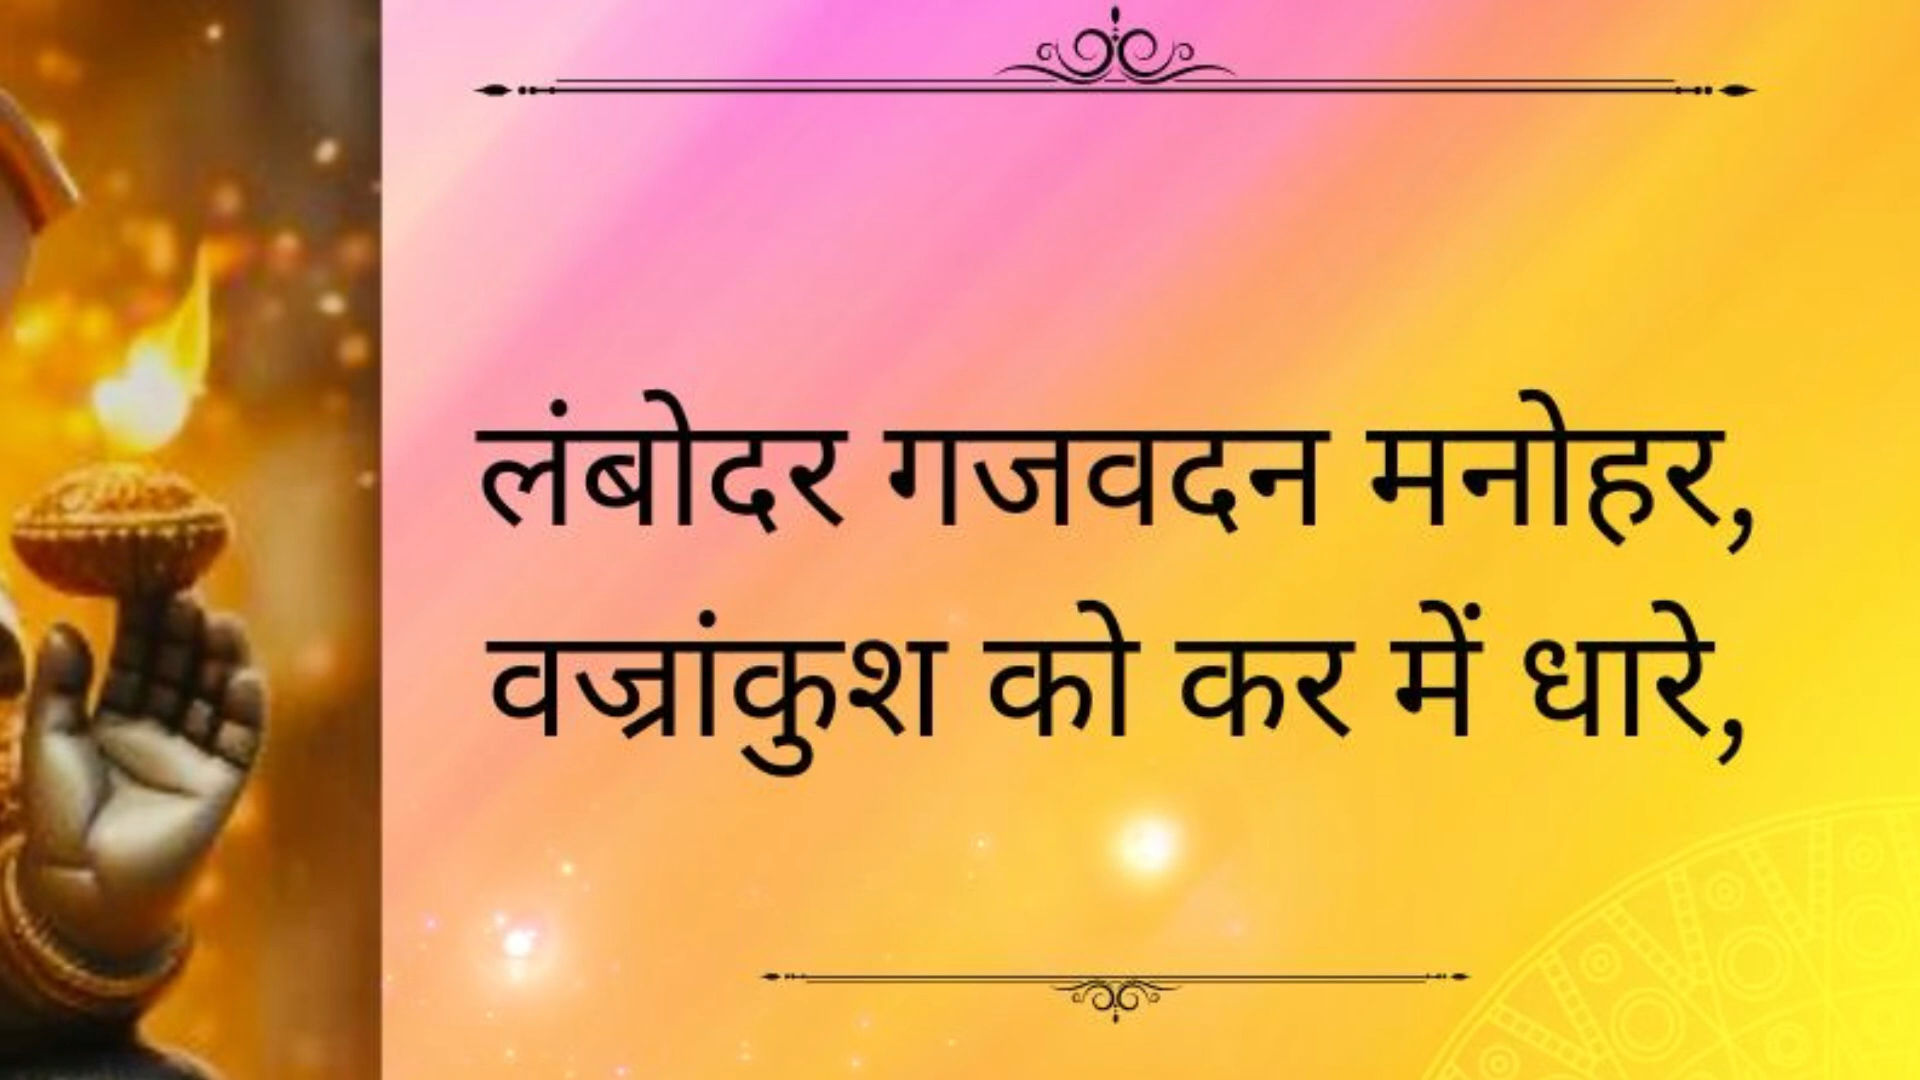 लंबोदर गजवदन मनोहर,
वज्रांकुश को कर में धारे,